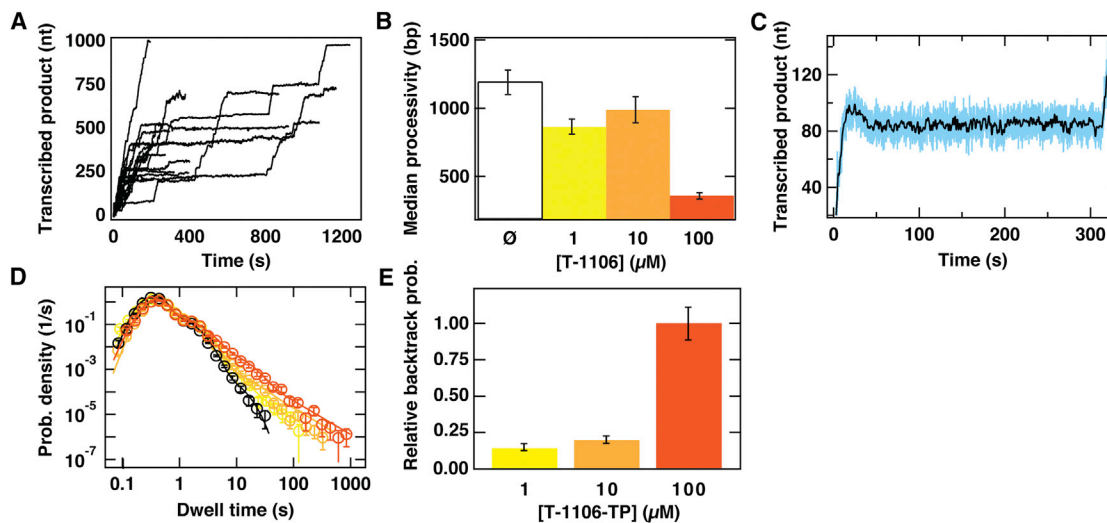 A
Transcribed product (nt)
1000
750
500
250
0
0 400 800 1200
Time (s)
B
Median processivity (bp)
1500
1000
500
Ø 1 10 100
[T-1106] (µM)
C
Transcribed product (nt)
120
80
40
0 100 200 300
Time (s)
D
Prob. density (1/s)
10-1
10-3
10-5
10-7
0.1 1 10 100 1000
Dwell time (s)
E
Relative backtrack prob.
1.00
0.75
0.50
0.25
0.00
1 10 100
[T-1106-TP] (µM)